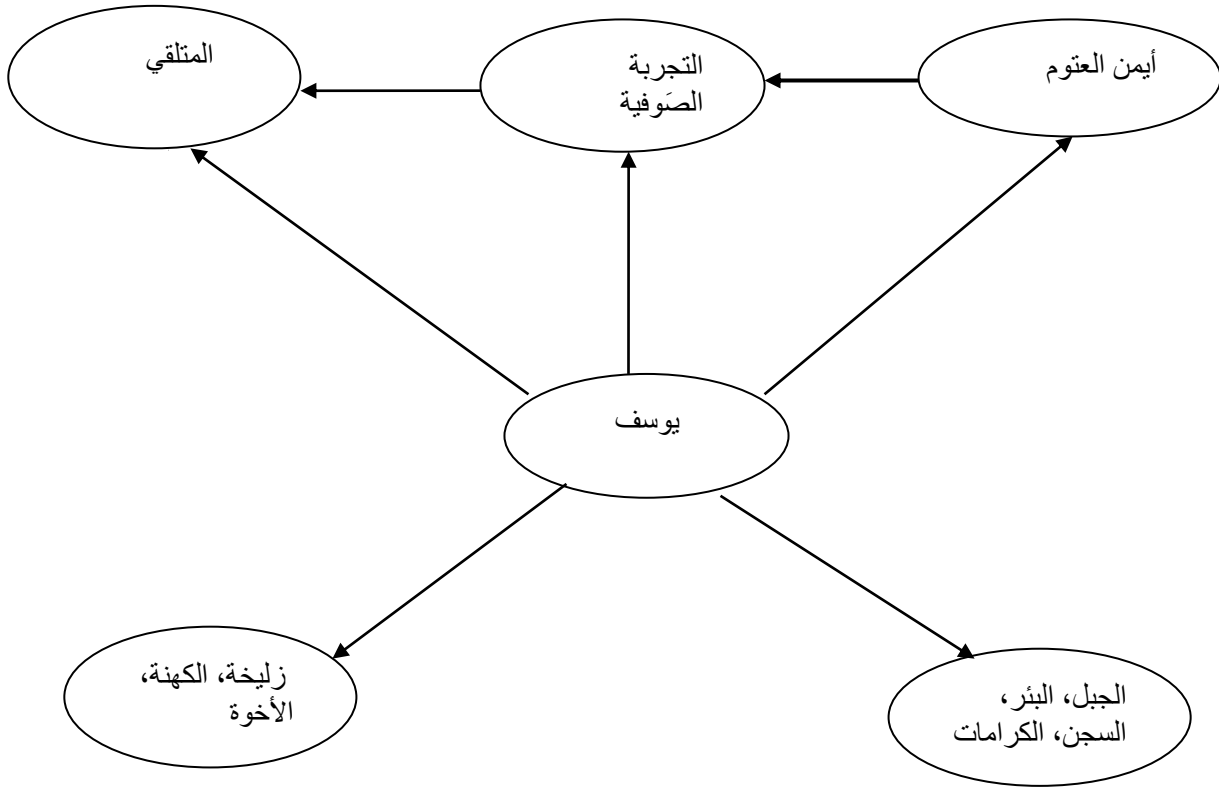 أيمن العتوم
التجربة
الصَوفية
المتلقي
يوسف
الجبل، البئر،
السجن، الكرامات
زليخة، الكهنة،
الأخوة